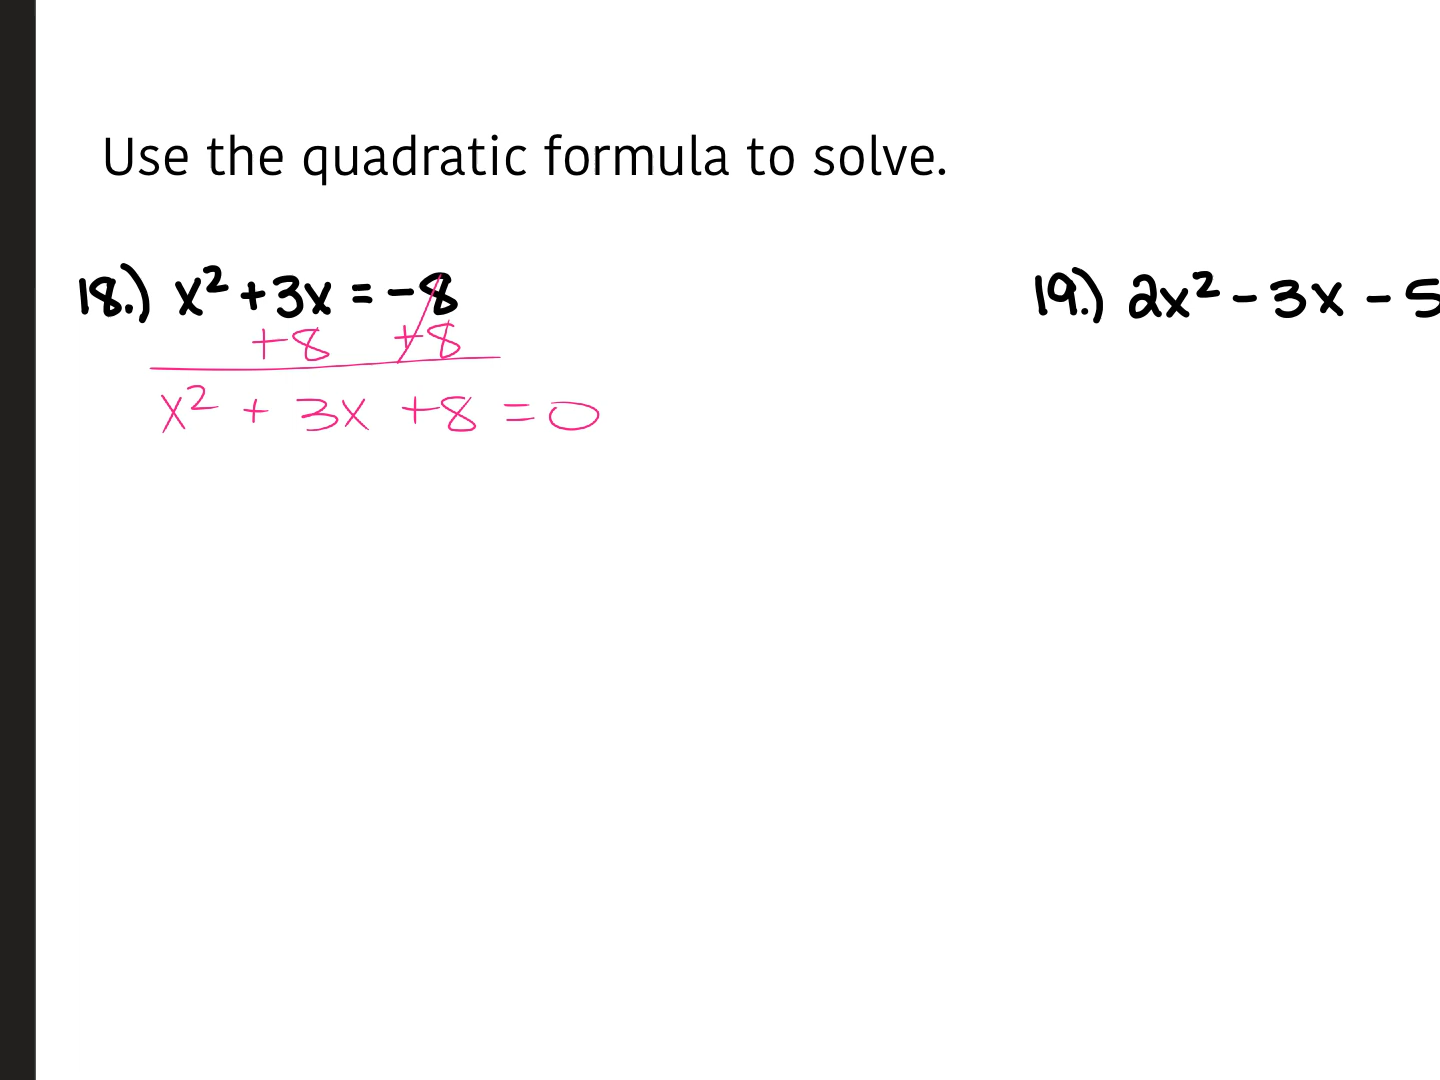 Use the quadratic formula to solve.
18.) x² + 3x = -8
+8 +8
x² + 3x + 8 = 0
19.) 2x² - 3x - 5